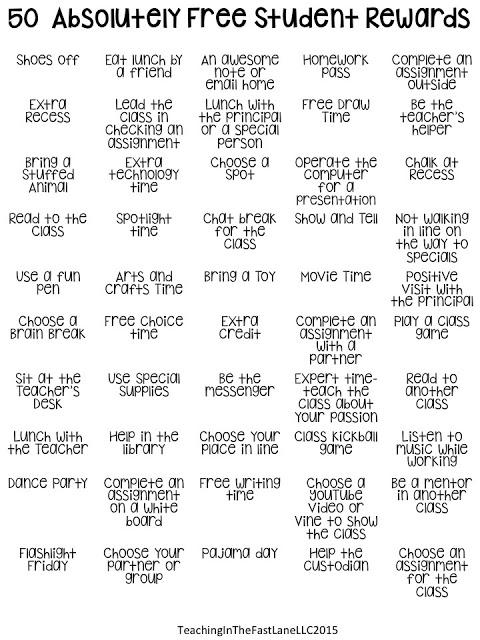 50 Absolutely Free Student Rewards
Shoes off
Eat lunch by
a friend
An awesome
note or
email home
Homework
pass
Complete an
assignment
outside
Extra
Recess
Lead the
class in
checking an
assignment
Lunch with
the principal
or a special
person
Free Draw
Time
Be the
teacher's
helper
Bring a
Stuffed
Animal
Extra
technology
time
Choose a
Spot
Operate the
computer
for a
presentation
Chalk at
Recess
Read to the
class
Spotlight
time
Chat break
for the
class
Show and Tell
Not walking
in line on
the way to
specials
Use a fun
pen
Arts and
Crafts Time
Bring a Toy
Movie Time
Positive
Visit with
the Principal
Choose a
Brain Break
Free Choice
time
Extra
Credit
Complete an
assignment
with a
partner
Play a class
game
Sit at the
Teacher's
Desk
Use Special
Supplies
Be the
messenger
Expert time-
teach the
class about
your passion
Read to
another
class
Lunch with
the Teacher
Help in the
library
Choose your
place in line
Class kickball
game
Listen to
music while
working
Dance Party
Complete an
assignment
on a white
board
Free writing
time
Choose a
YouTube
Video or
Vine to show
the class
Be a mentor
in another
class
Flashlight
Friday
Choose your
partner or
group
Pajama day
Help the
custodian
Choose an
assignment
for the
class
TeachingInTheFastLaneLLC2015